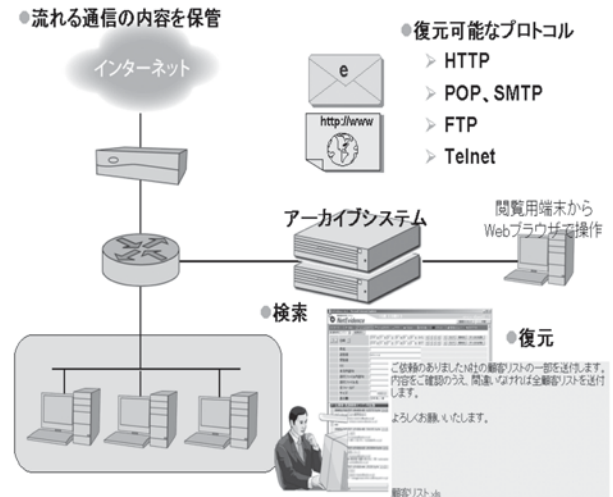 ●流れる通信の内容を保管
インターネット
●復元可能なプロトコル
➢ HTTP
➢ POP、SMTP
➢ FTP
➢ Telnet
e
http://www
アーカイブシステム
閲覧用端末から
Webブラウザで操作
●検索
NetEvidence
●復元
ご依頼のありましたN社の顧客リストの一部を送付します。
内容をご確認のうえ、間違いなければ全顧客リストを送付
します。
よろしくお願いいたします。
顧客リスト.xls